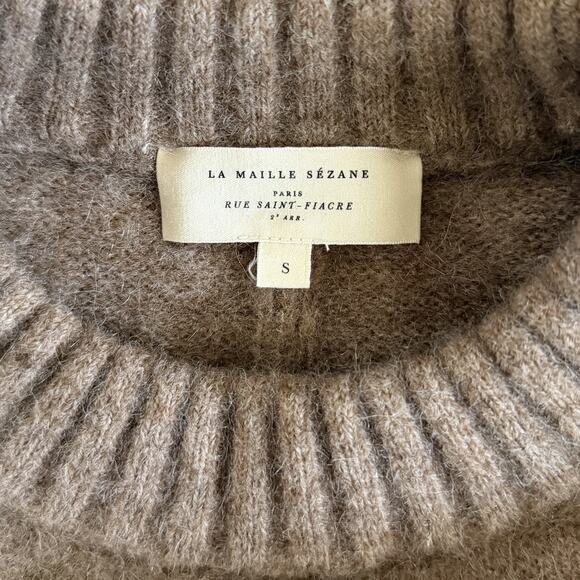 LA MAILLE SÉZANE
PARIS
RUE SAINT-FIACRE
2ᵉ ARR.
S